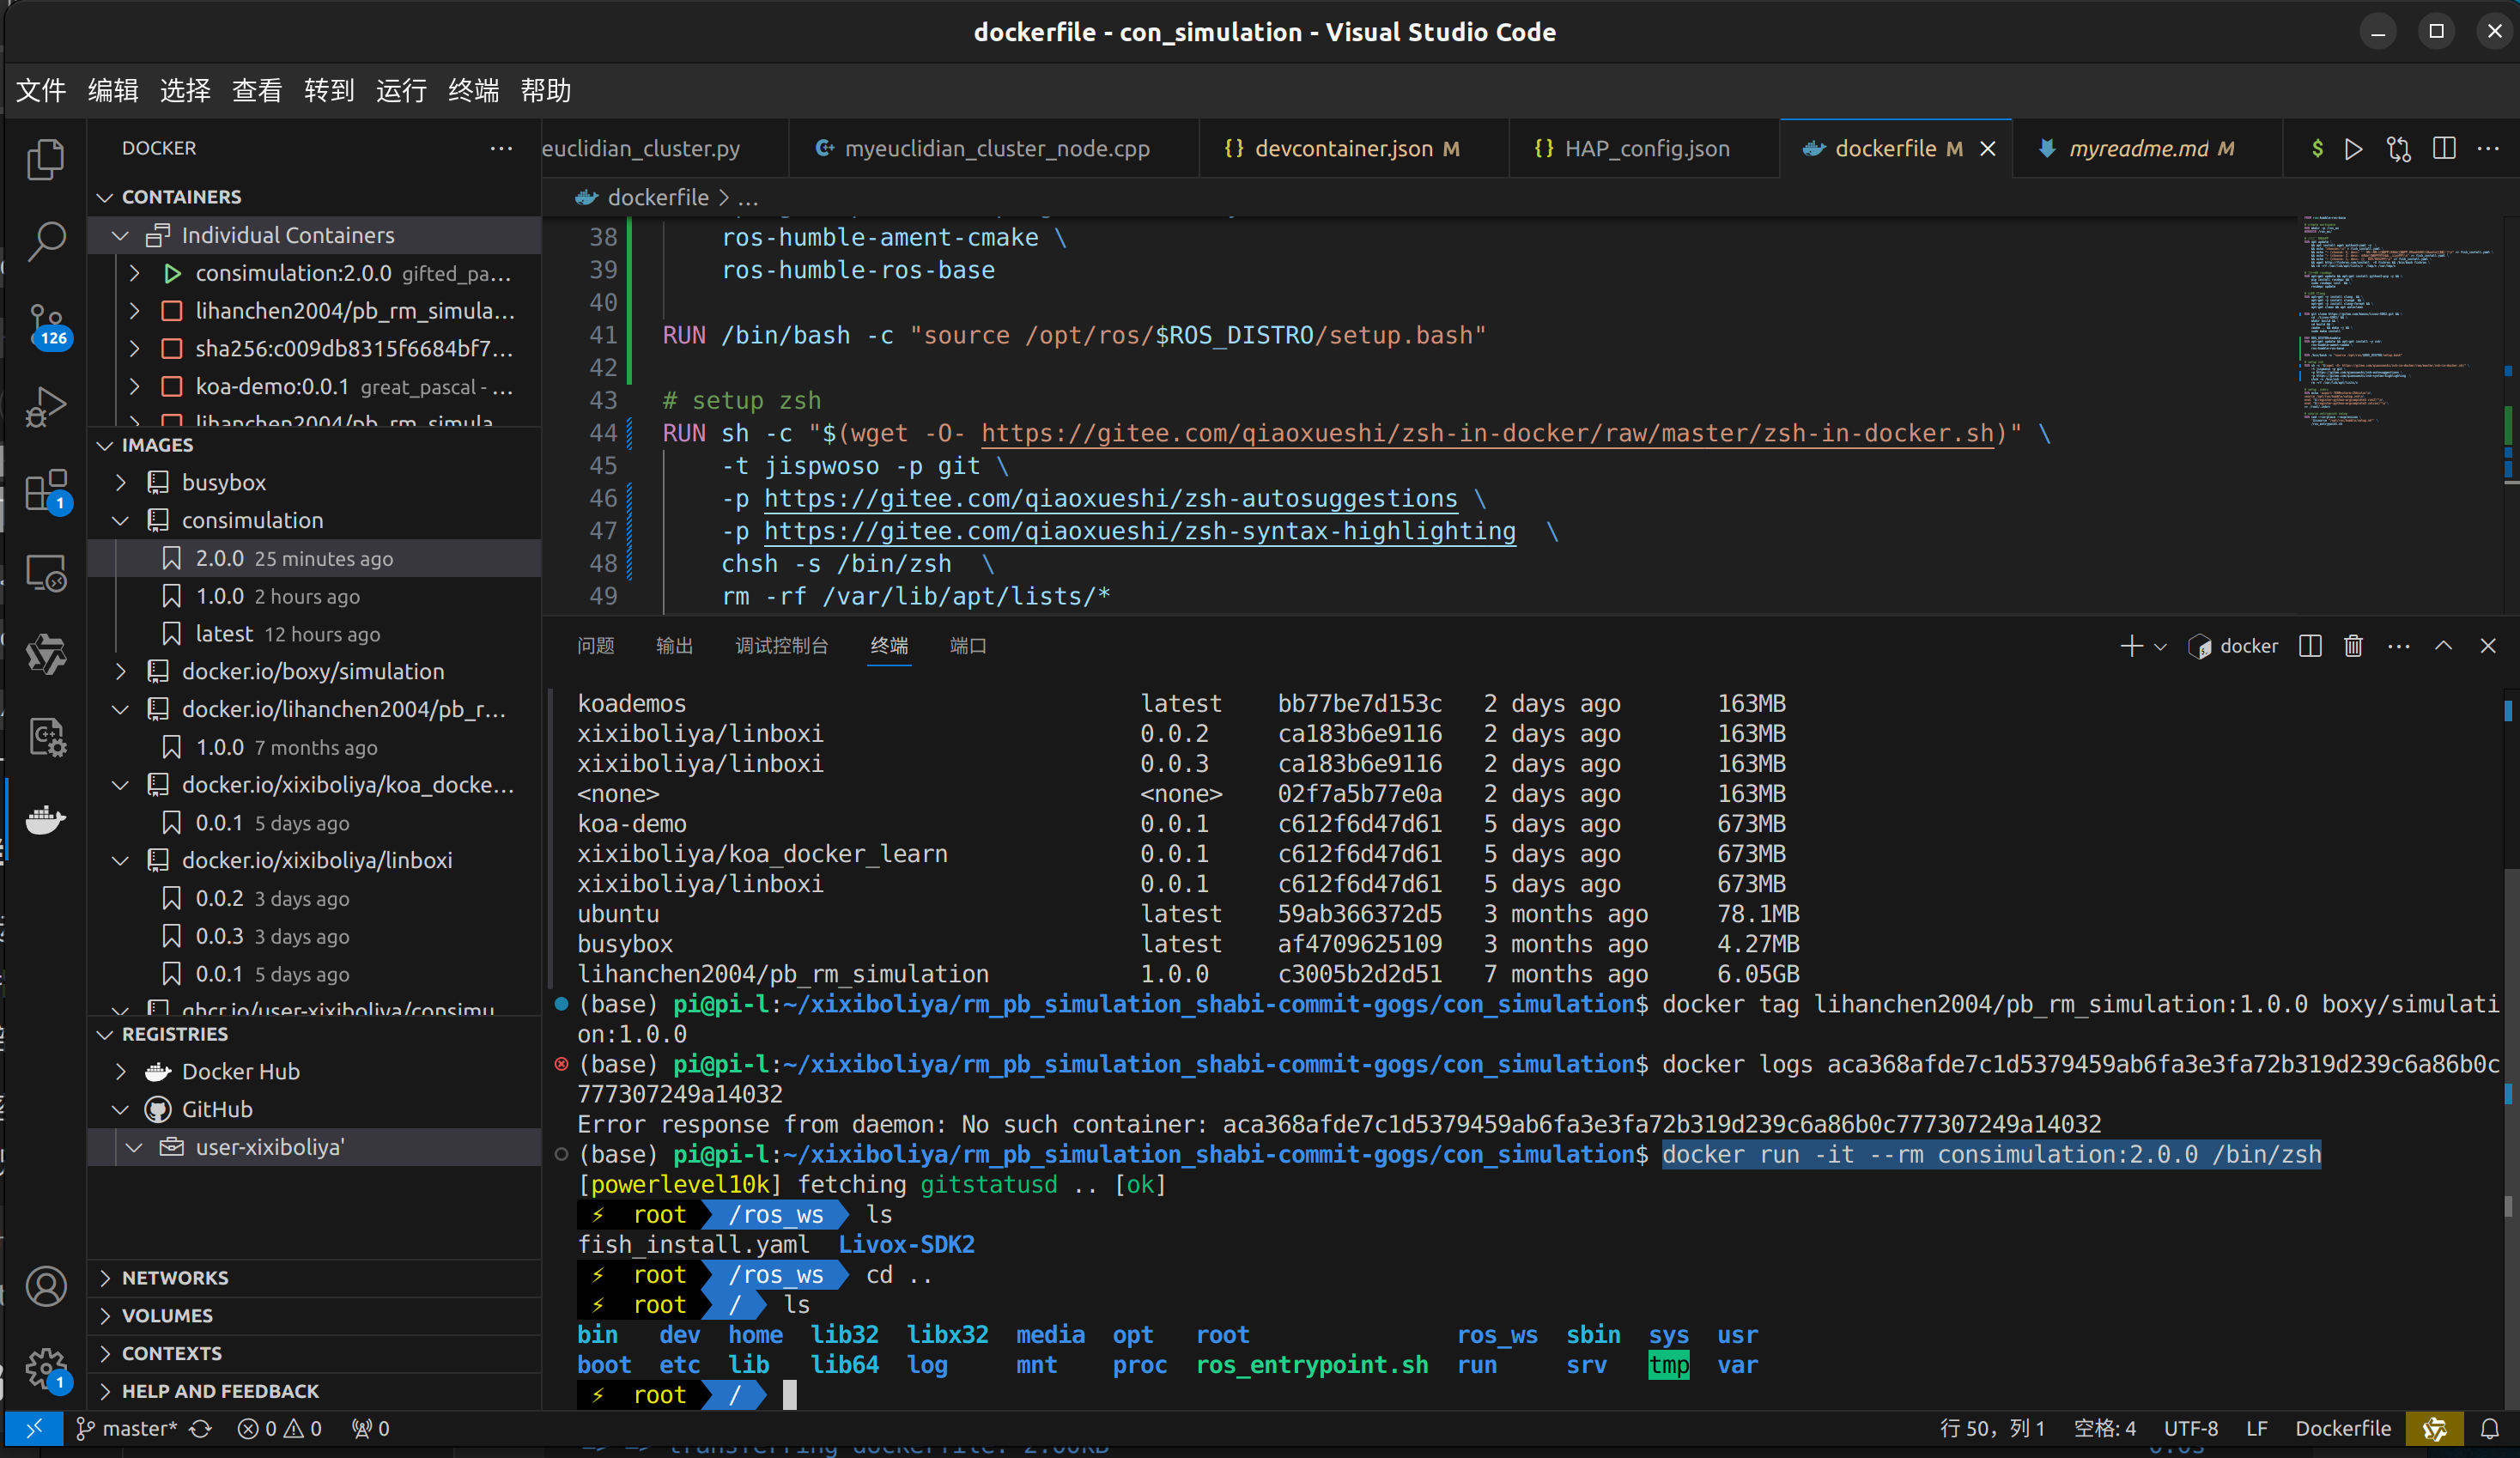 dockerfile - con_simulation - Visual Studio Code
文件 编辑 选择 查看 转到 运行 终端 帮助
DOCKER
CONTAINERS
Individual Containers
consimulation:2.0.0 gifted_pa...
lihanchen2004/pb_rm_simula...
sha256:c009db8315f6684bf7...
koa-demo:0.0.1 great_pascal - ...
lihanchen2004/pb_rm_simula...
IMAGES
busybox
consimulation
2.0.0 25 minutes ago
1.0.0 2 hours ago
latest 12 hours ago
docker.io/boxy/simulation
docker.io/lihanchen2004/pb_r...
1.0.0 7 months ago
docker.io/xixiboliya/koa_docke...
0.0.1 5 days ago
docker.io/xixiboliya/linboxi
0.0.2 3 days ago
0.0.3 3 days ago
0.0.1 5 days ago
ghcr.io/user-xixiboliya/consimu
REGISTRIES
Docker Hub
GitHub
user-xixiboliya'
NETWORKS
VOLUMES
CONTEXTS
HELP AND FEEDBACK
126
1
1
euclidian_cluster.py
myeuclidian_cluster_node.cpp
{} devcontainer.json M
{} HAP_config.json
dockerfile M
myreadme.md M
$
dockerfile > ...
38 ros-humble-ament-cmake \
39 ros-humble-ros-base
40
41 RUN /bin/bash -c "source /opt/ros/$ROS_DISTRO/setup.bash"
42
43 # setup zsh
44 RUN sh -c "$(wget -O- https://gitee.com/qiaoxueshi/zsh-in-docker/raw/master/zsh-in-docker.sh)" \
45 -t jispwoso -p git \
46 -p https://gitee.com/qiaoxueshi/zsh-autosuggestions \
47 -p https://gitee.com/qiaoxueshi/zsh-syntax-highlighting \
48 chsh -s /bin/zsh \
49 rm -rf /var/lib/apt/lists/*
问题 输出 调试控制台 终端 端口
docker
koademos latest bb77be7d153c 2 days ago 163MB
xixiboliya/linboxi 0.0.2 ca183b6e9116 2 days ago 163MB
xixiboliya/linboxi 0.0.3 ca183b6e9116 2 days ago 163MB
<none> <none> 02f7a5b77e0a 2 days ago 163MB
koa-demo 0.0.1 c612f6d47d61 5 days ago 673MB
xixiboliya/koa_docker_learn 0.0.1 c612f6d47d61 5 days ago 673MB
xixiboliya/linboxi 0.0.1 c612f6d47d61 5 days ago 673MB
ubuntu latest 59ab366372d5 3 months ago 78.1MB
busybox latest af4709625109 3 months ago 4.27MB
lihanchen2004/pb_rm_simulation 1.0.0 c3005b2d2d51 7 months ago 6.05GB
(base) pi@pi-l:~/xixiboliya/rm_pb_simulation_shabi-commit-gogs/con_simulation$ docker tag lihanchen2004/pb_rm_simulation:1.0.0 boxy/simulati
on:1.0.0
(base) pi@pi-l:~/xixiboliya/rm_pb_simulation_shabi-commit-gogs/con_simulation$ docker logs aca368afde7c1d5379459ab6fa3e3fa72b319d239c6a86b0c
777307249a14032
Error response from daemon: No such container: aca368afde7c1d5379459ab6fa3e3fa72b319d239c6a86b0c777307249a14032
(base) pi@pi-l:~/xixiboliya/rm_pb_simulation_shabi-commit-gogs/con_simulation$ docker run -it --rm consimulation:2.0.0 /bin/zsh
[powerlevel10k] fetching gitstatusd .. [ok]
⚡ root /ros_ws ls
fish_install.yaml Livox-SDK2
⚡ root /ros_ws cd ..
⚡ root / ls
bin dev home lib32 libx32 media opt root ros_ws sbin sys usr
boot etc lib lib64 log mnt proc ros_entrypoint.sh run srv tmp var
⚡ root /
master* 0 0 0
行 50，列 1 空格: 4 UTF-8 LF Dockerfile